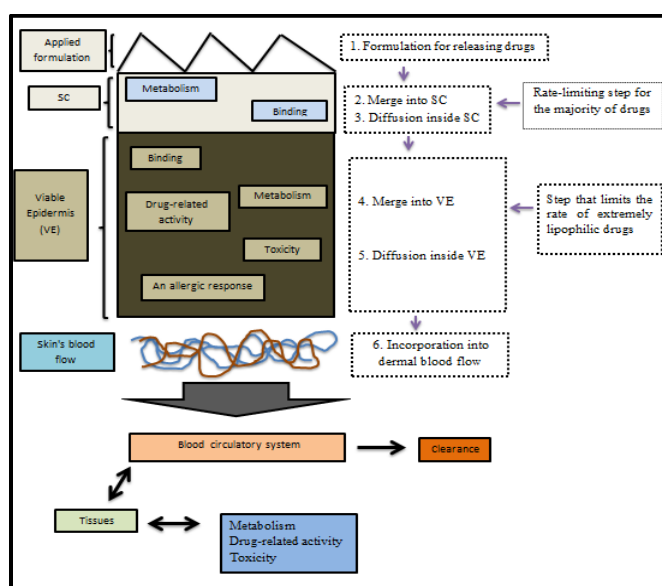 Applied
formulation
1. Formulation for releasing drugs
SC
Metabolism
Binding
2. Merge into SC
3. Diffusion inside SC
Rate-limiting step for
the majority of drugs
Viable
Epidermis
(VE)
Binding
Metabolism
Drug-related
activity
Toxicity
An allergic response
4. Merge into VE
5. Diffusion inside VE
Step that limits the
rate of extremely
lipophilic drugs
Skin's blood
flow
6. Incorporation into
dermal blood flow
Blood circulatory system
Clearance
Tissues
Metabolism
Drug-related activity
Toxicity